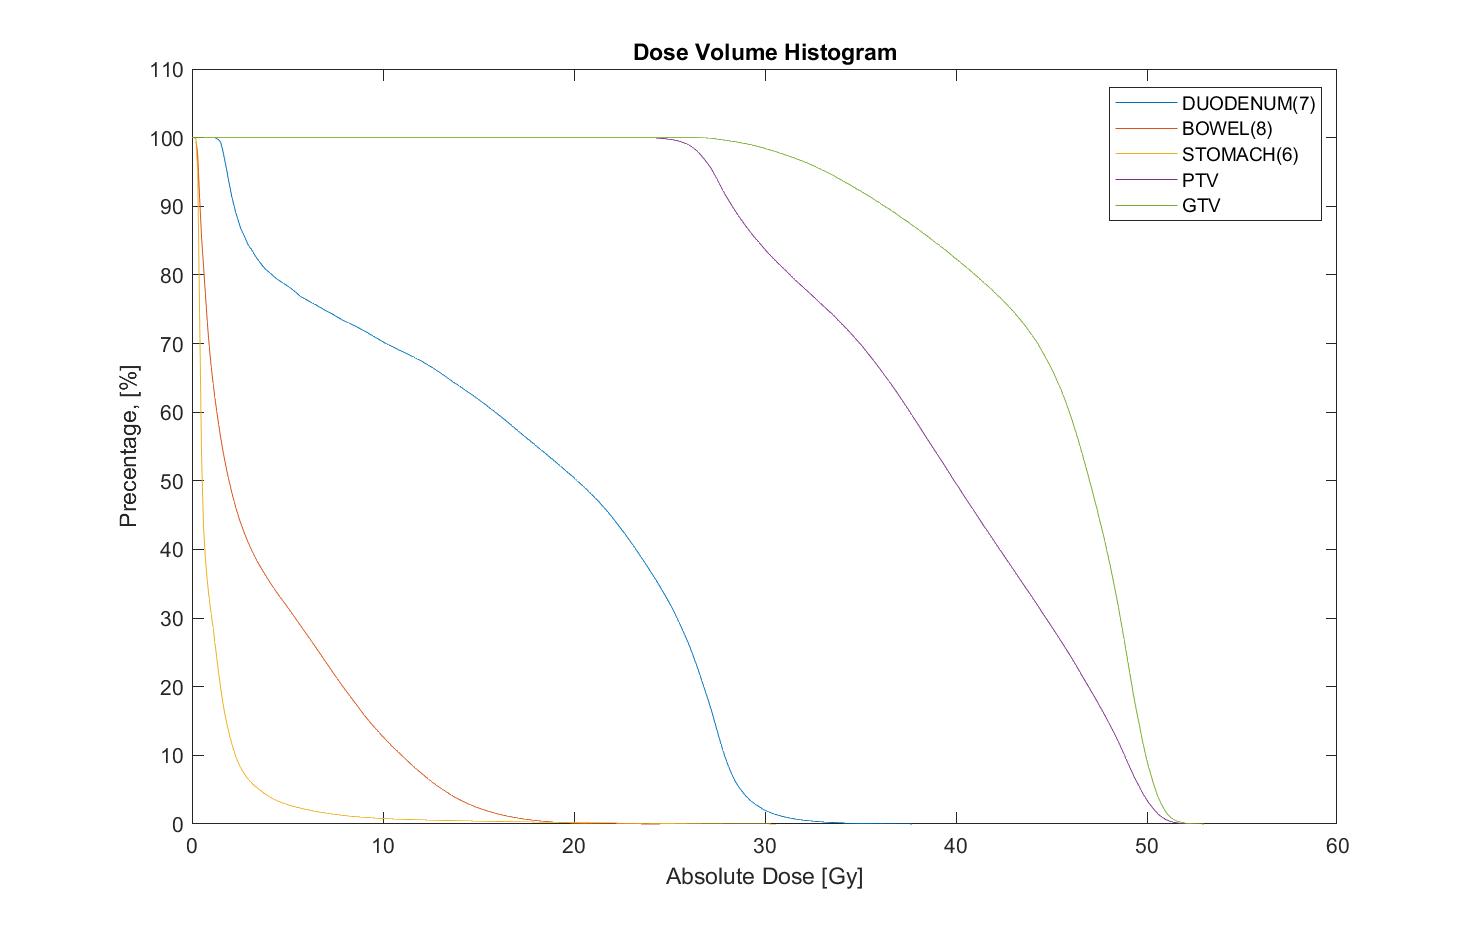 Dose Volume Histogram
110
100
90
80
70
60
50
40
30
20
10
0
Precentage, [%]
DUODENUM(7)
BOWEL(8)
STOMACH(6)
PTV
GTV
0 10 20 30 40 50 60
Absolute Dose [Gy]